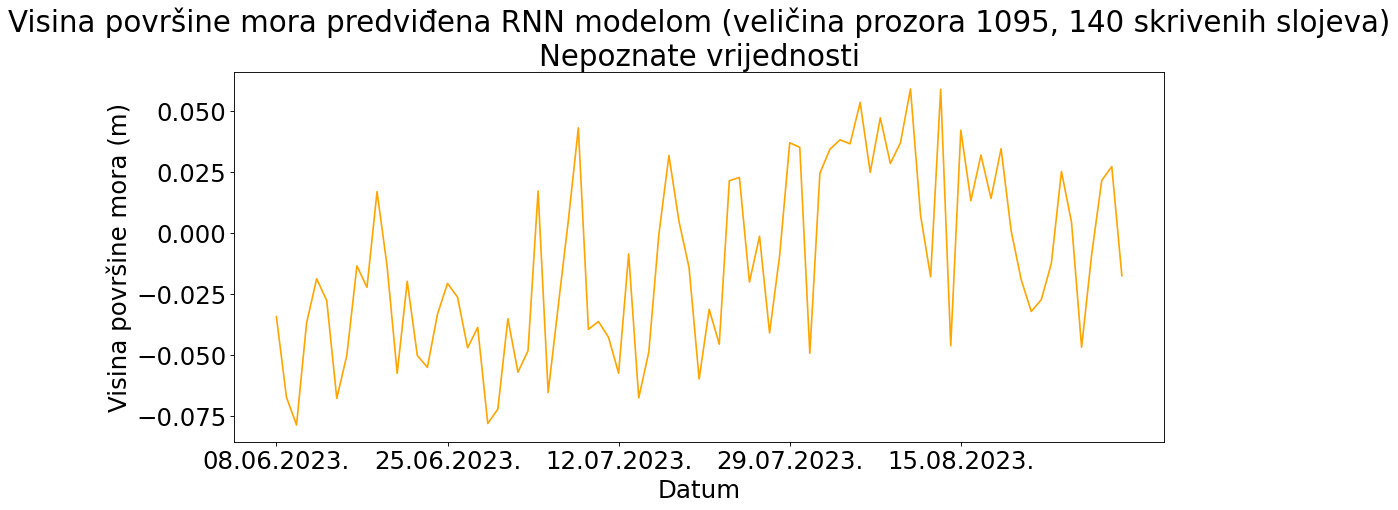 Visina površine mora predviđena RNN modelom (veličina prozora 1095, 140 skrivenih slojeva)
Nepoznate vrijednosti
Visina površine mora (m)
0.050
0.025
0.000
−0.025
−0.050
−0.075
08.06.2023. 25.06.2023. 12.07.2023. 29.07.2023. 15.08.2023.
Datum